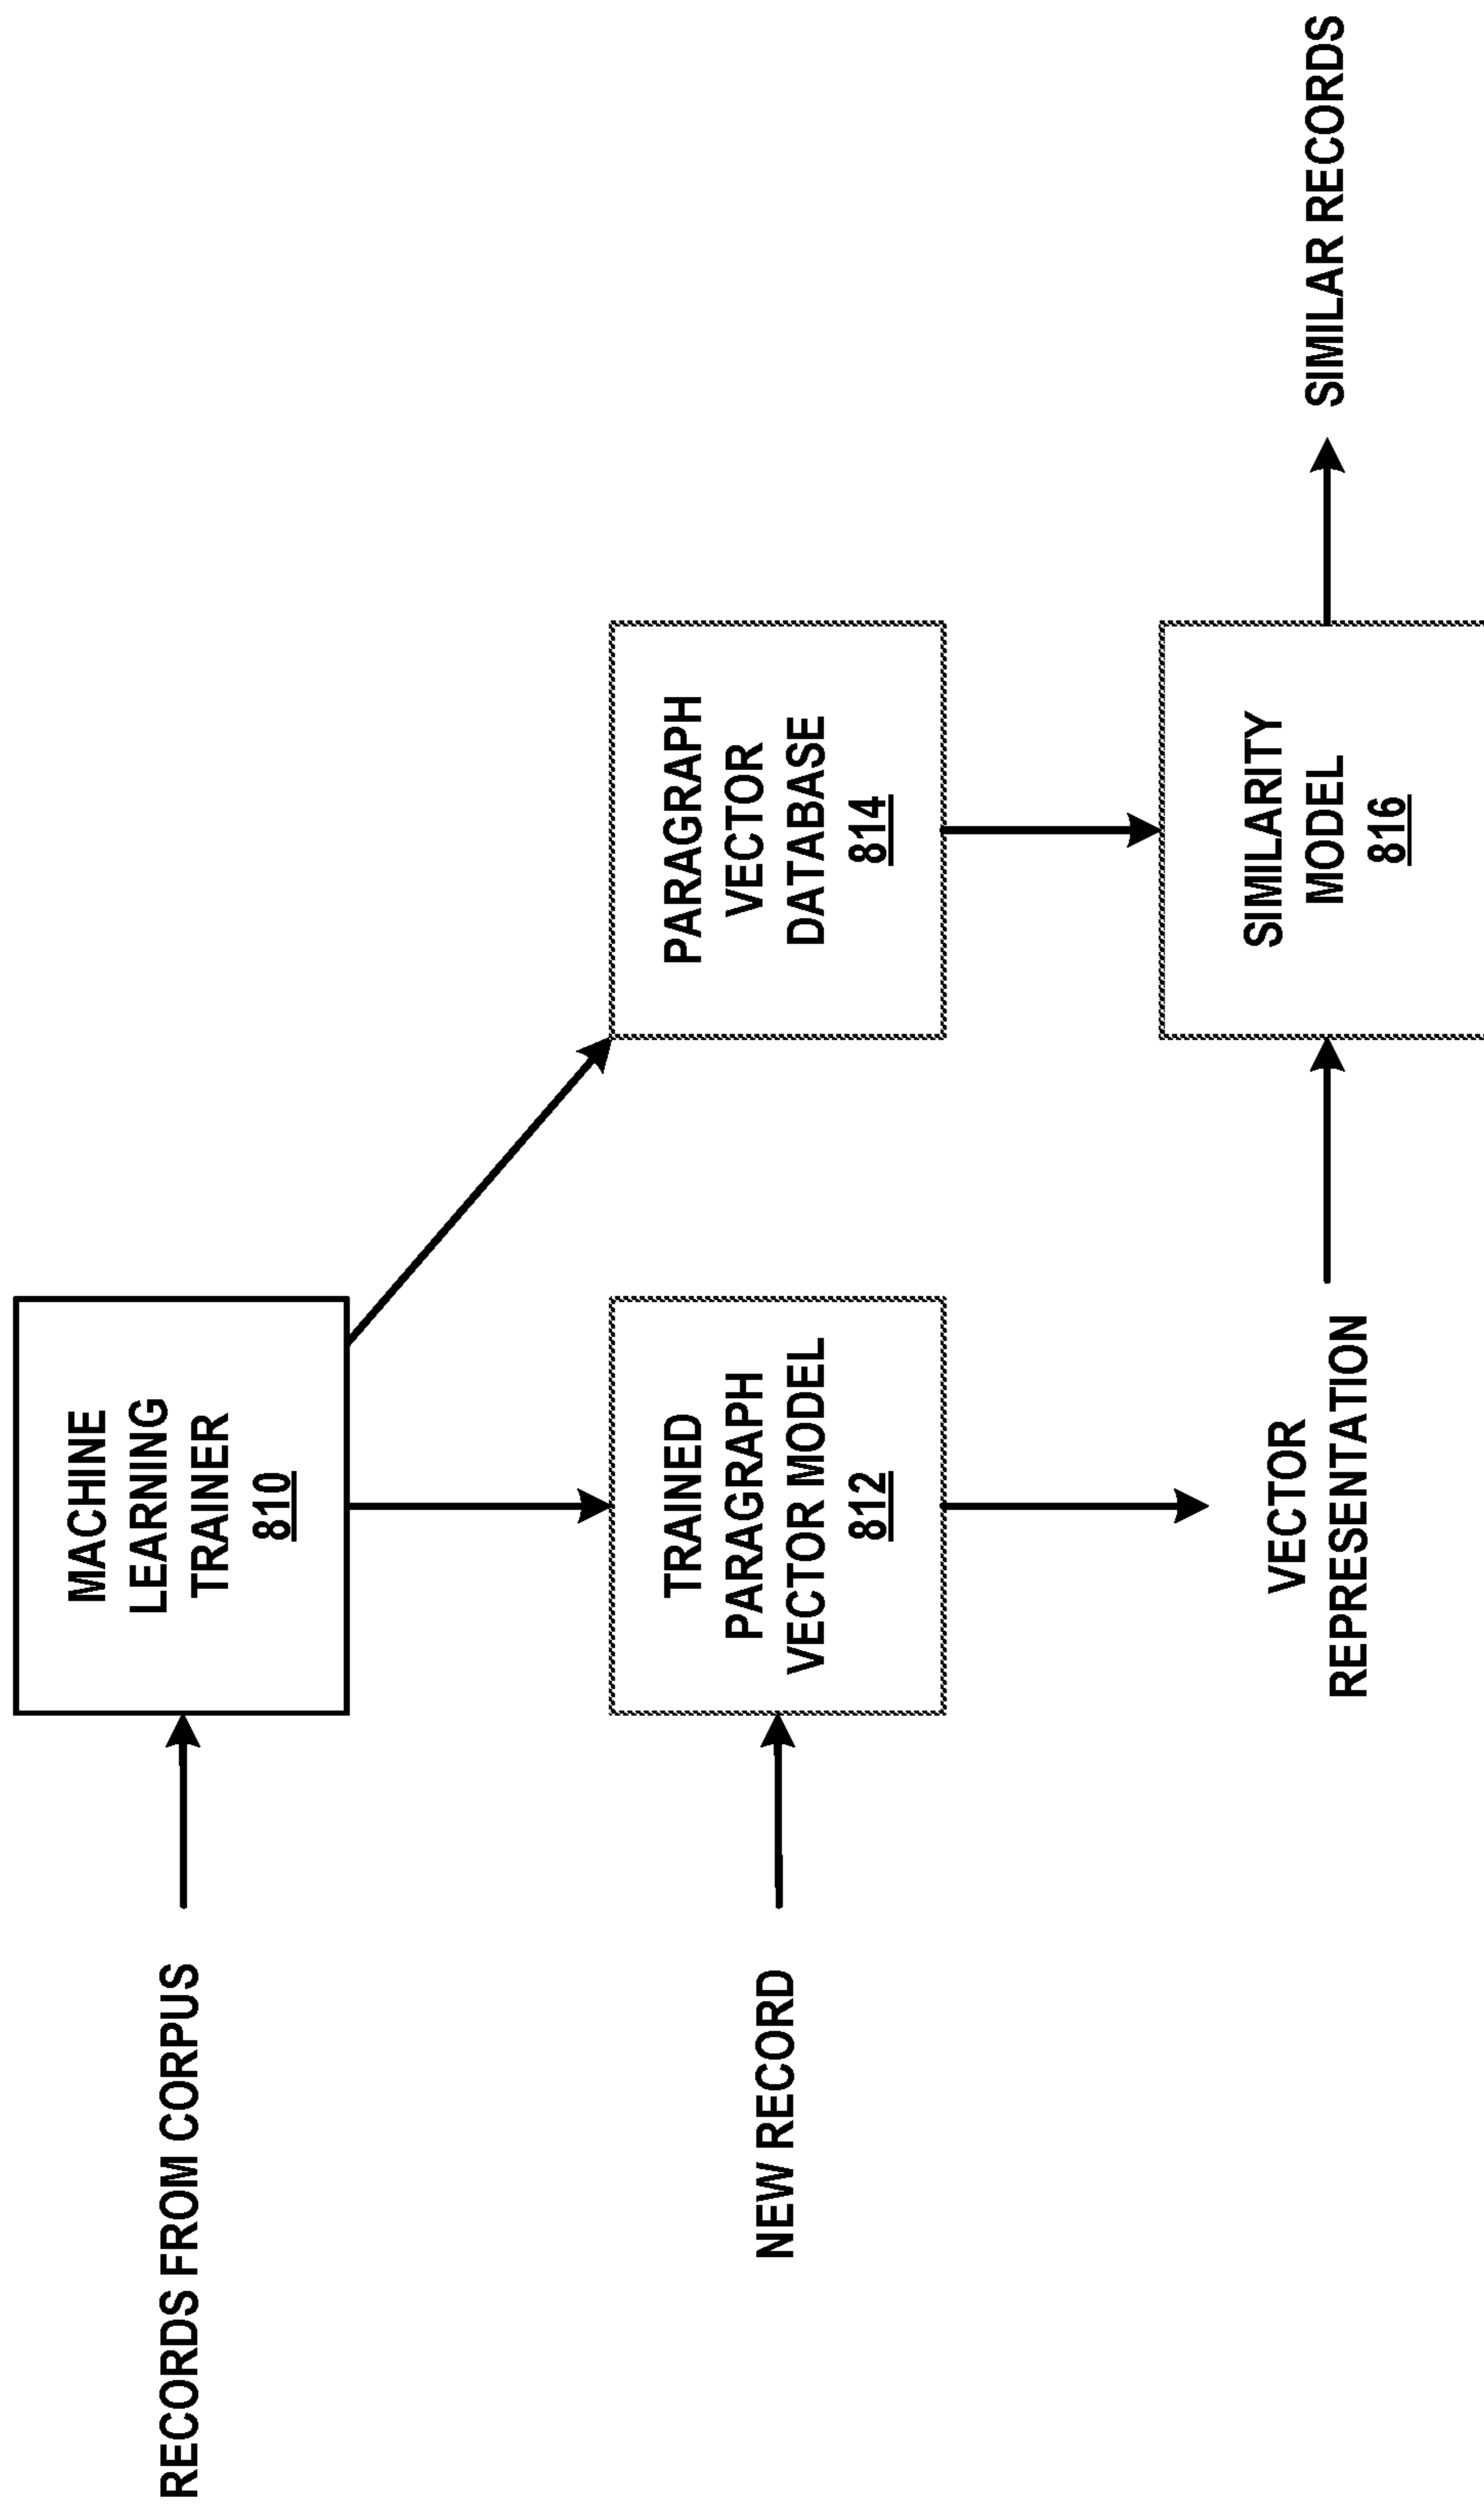 RECORDS FROM CORPUS
MACHINE
LEARNING
TRAINER
810
NEW RECORD
TRAINED
PARAGRAPH
VECTOR MODEL
812
PARAGRAPH
VECTOR
DATABASE
814
VECTOR
REPRESENTATION
SIMILARITY
MODEL
816
SIMILAR RECORDS